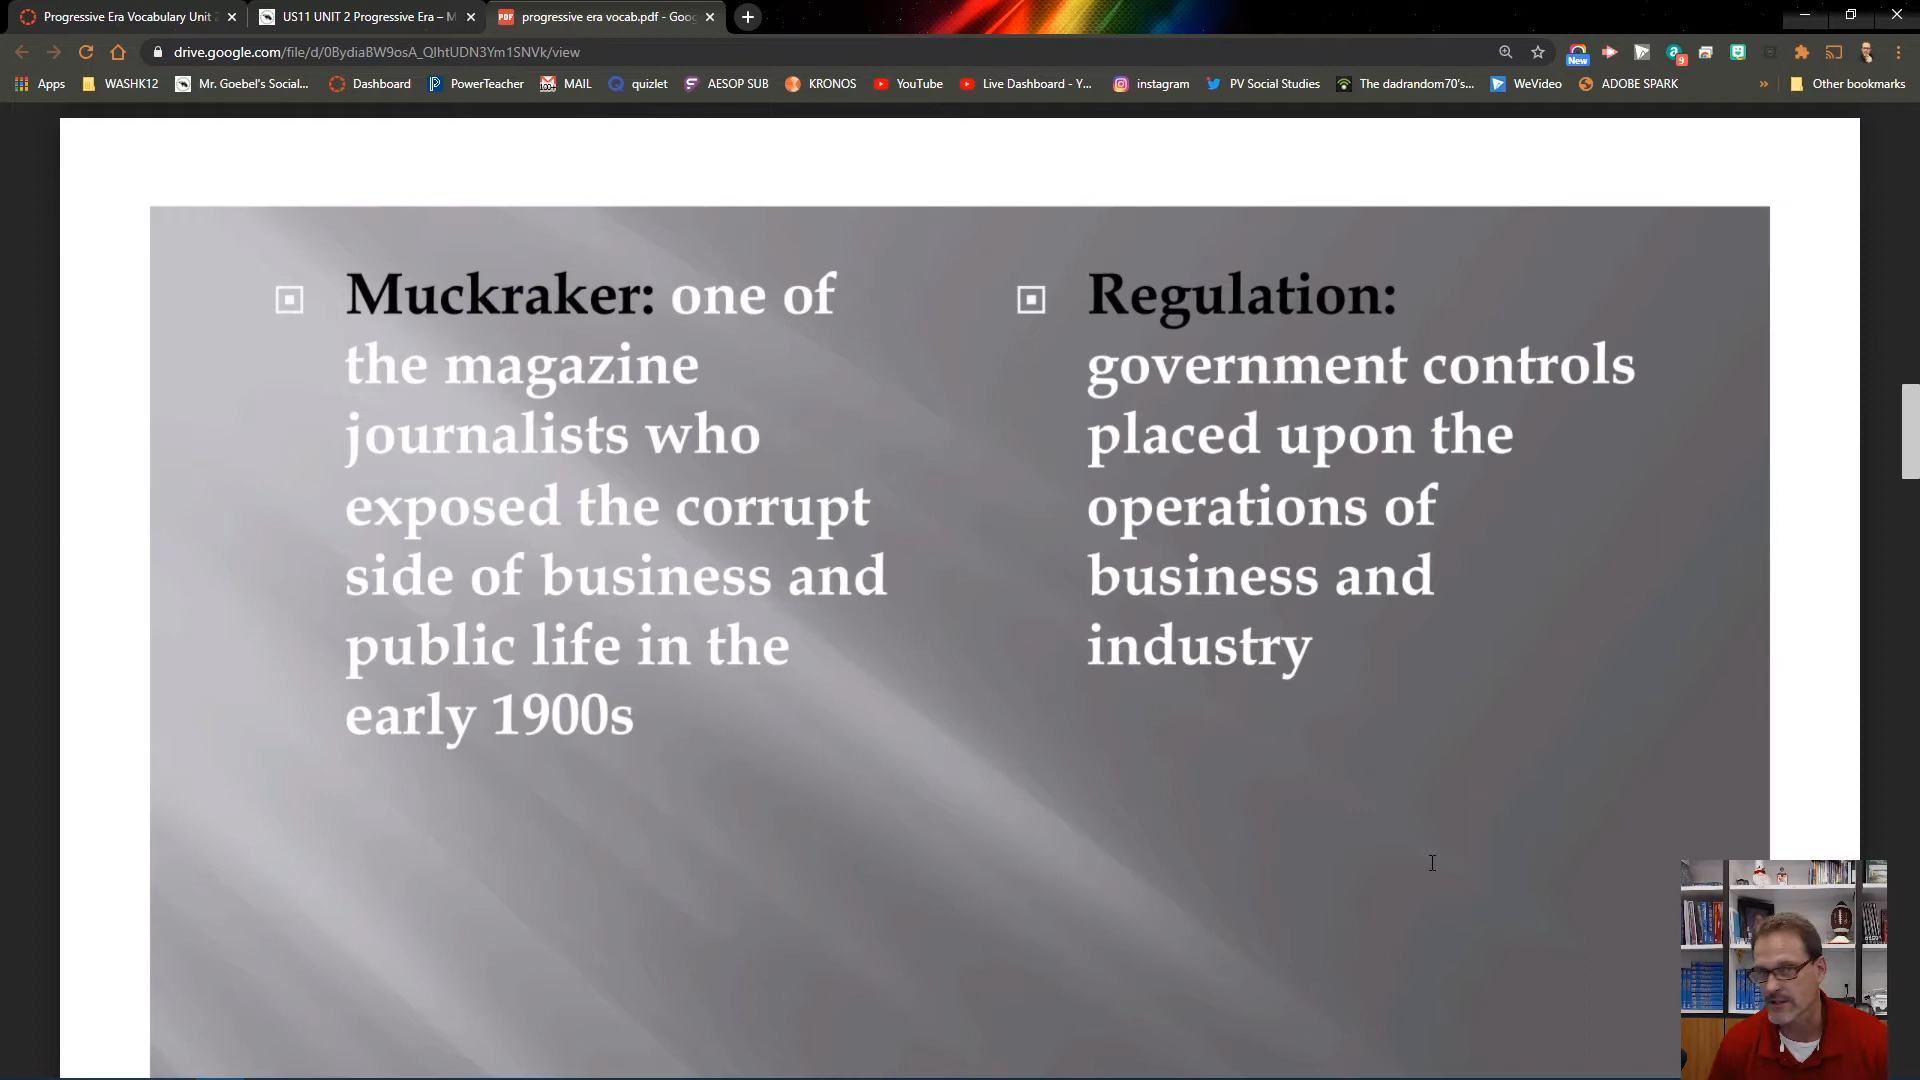 Progressive Era Vocabulary Unit
US11 UNIT 2 Progressive Era – M
PDF
progressive era vocab.pdf - Goo
drive.google.com/file/d/0BydiaBW9osA_QlhtUDN3Ym1SNVk/view
New
9
Apps
WASHK12
Mr. Goebel's Social...
Dashboard
PowerTeacher
MAIL
quizlet
AESOP SUB
KRONOS
YouTube
Live Dashboard - Y...
instagram
PV Social Studies
The dadrandom70's...
WeVideo
ADOBE SPARK
»
Other bookmarks
Muckraker: one of
the magazine
journalists who
exposed the corrupt
side of business and
public life in the
early 1900s
Regulation:
government controls
placed upon the
operations of
business and
industry